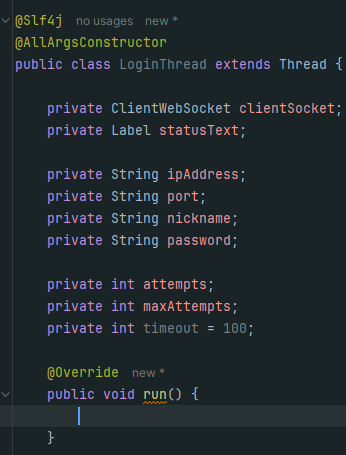 @Slf4j no usages new *
@AllArgsConstructor
public class LoginThread extends Thread {
private ClientWebSocket clientSocket;
private Label statusText;
private String ipAddress;
private String port;
private String nickname;
private String password;
private int attempts;
private int maxAttempts;
private int timeout = 100;
@Override new *
public void run() {
}